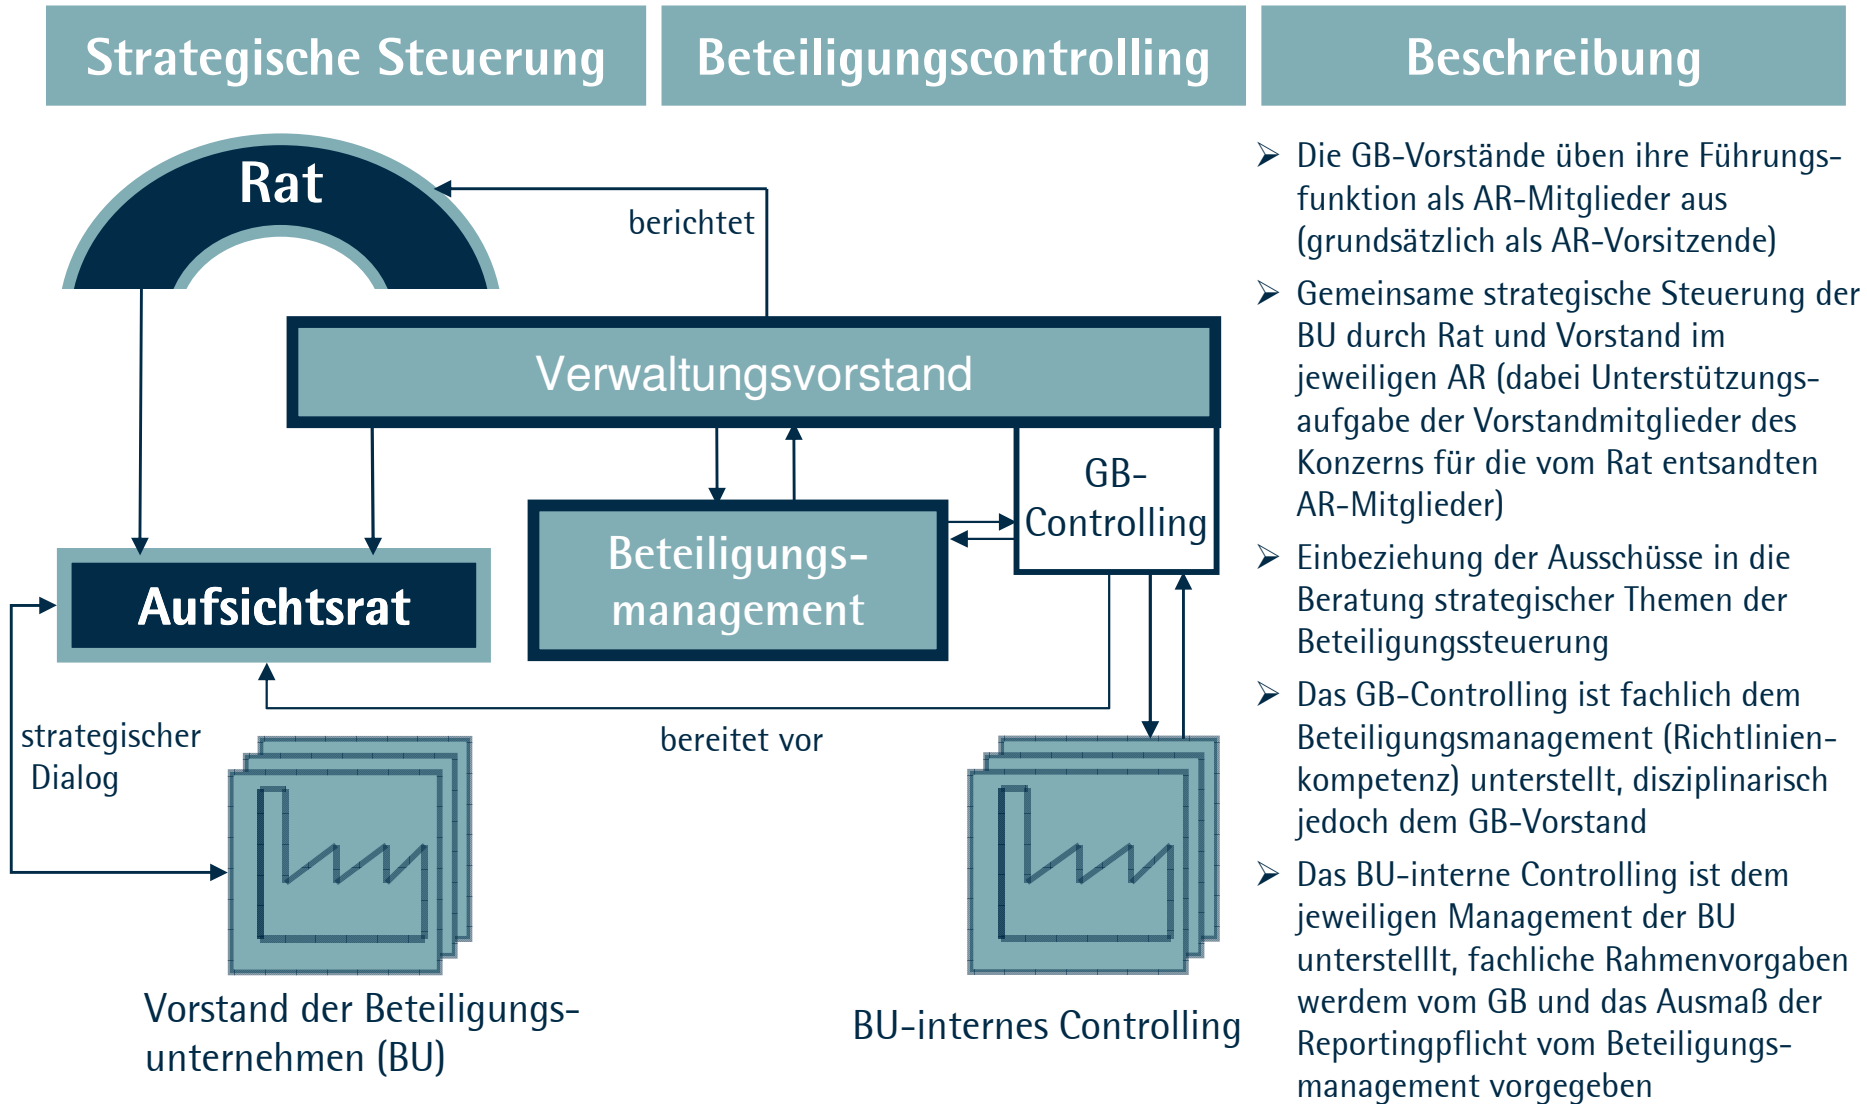 Strategische Steuerung
Beteiligungscontrolling
Beschreibung
Rat
berichtet
Verwaltungsvorstand
GB-
Controlling
Beteiligungs-
management
Aufsichtsrat
strategischer
Dialog
bereitet vor
Vorstand der Beteiligungs-
unternehmen (BU)
BU-internes Controlling
➢ Die GB-Vorstände üben ihre Führungs-
funktion als AR-Mitglieder aus
(grundsätzlich als AR-Vorsitzende)
➢ Gemeinsame strategische Steuerung der
BU durch Rat und Vorstand im
jeweiligen AR (dabei Unterstützungs-
aufgabe der Vorstandmitglieder des
Konzerns für die vom Rat entsandten
AR-Mitglieder)
➢ Einbeziehung der Ausschüsse in die
Beratung strategischer Themen der
Beteiligungssteuerung
➢ Das GB-Controlling ist fachlich dem
Beteiligungsmanagement (Richtlinien-
kompetenz) unterstellt, disziplinarisch
jedoch dem GB-Vorstand
➢ Das BU-interne Controlling ist dem
jeweiligen Management der BU
unterstelllt, fachliche Rahmenvorgaben
werdem vom GB und das Ausmaß der
Reportingpflicht vom Beteiligungs-
management vorgegeben